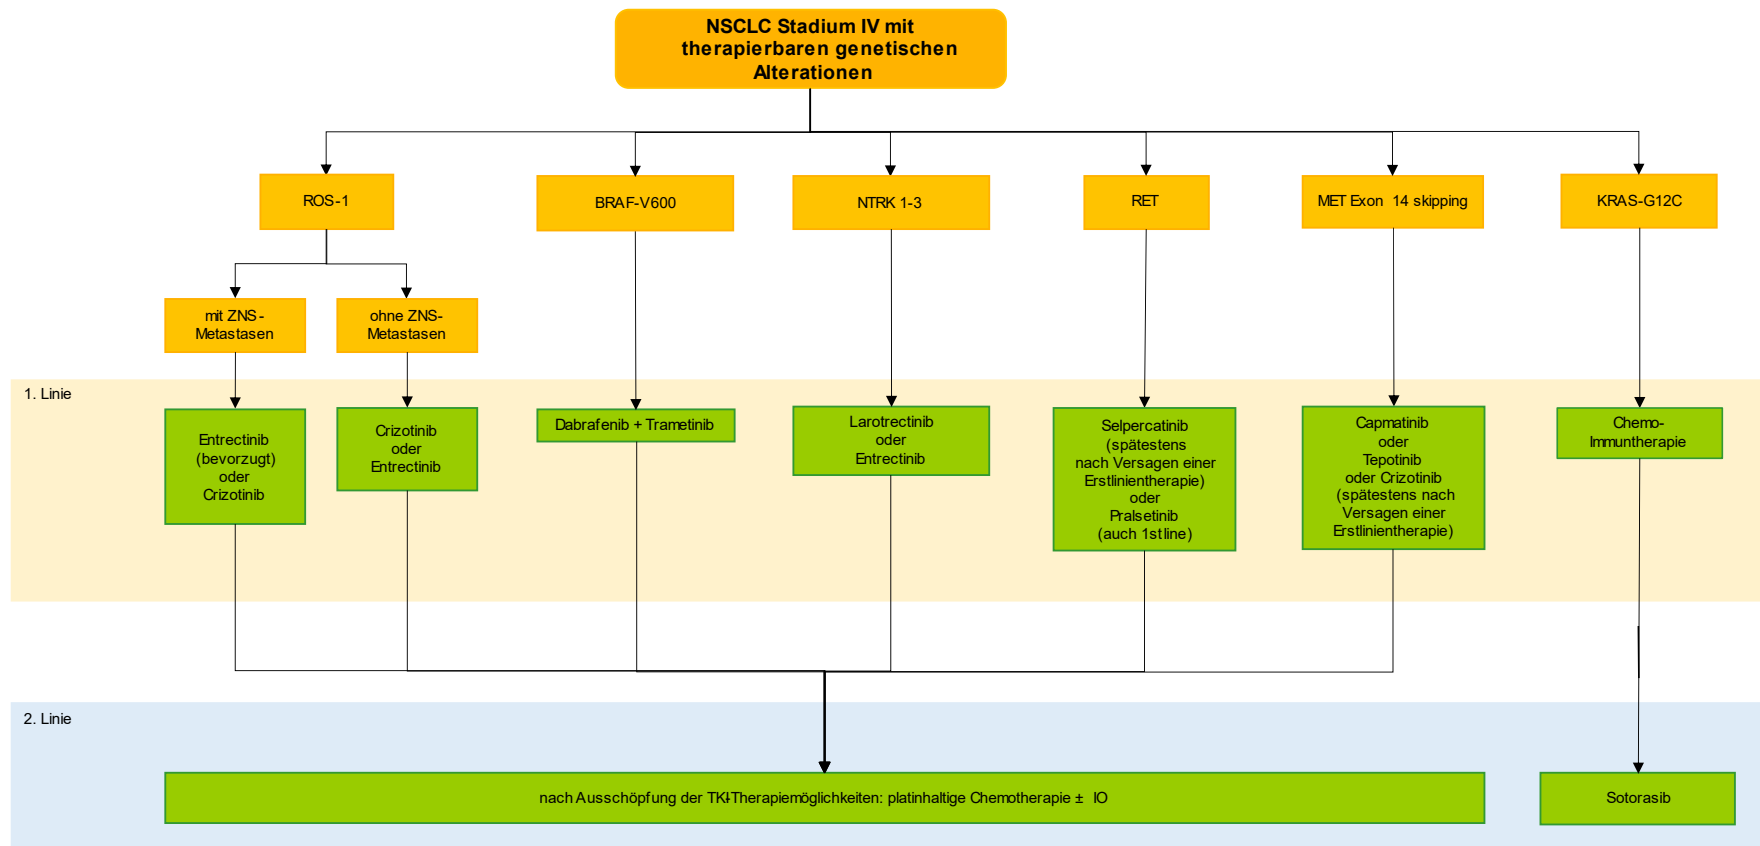 NSCLC Stadium IV mit
therapierbaren genetischen
Alterationen
ROS-1
BRAF-V600
NTRK 1-3
RET
MET Exon 14 skipping
KRAS-G12C
mit ZNS-
Metastasen
ohne ZNS-
Metastasen
1. Linie
Entrectinib
(bevorzugt)
oder
Crizotinib
Crizotinib
oder
Entrectinib
Dabrafenib + Trametinib
Larotrectinib
oder
Entrectinib
Selpercatinib
(spätestens
nach Versagen einer
Erstlinientherapie)
oder
Pralsetinib
(auch 1st line)
Capmatinib
oder
Tepotinib
oder Crizotinib
(spätestens nach
Versagen einer
Erstlinientherapie)
Chemo-
Immuntherapie
2. Linie
nach Ausschöpfung der TKI-Therapiemöglichkeiten: platinhaltige Chemotherapie ± IO
Sotorasib